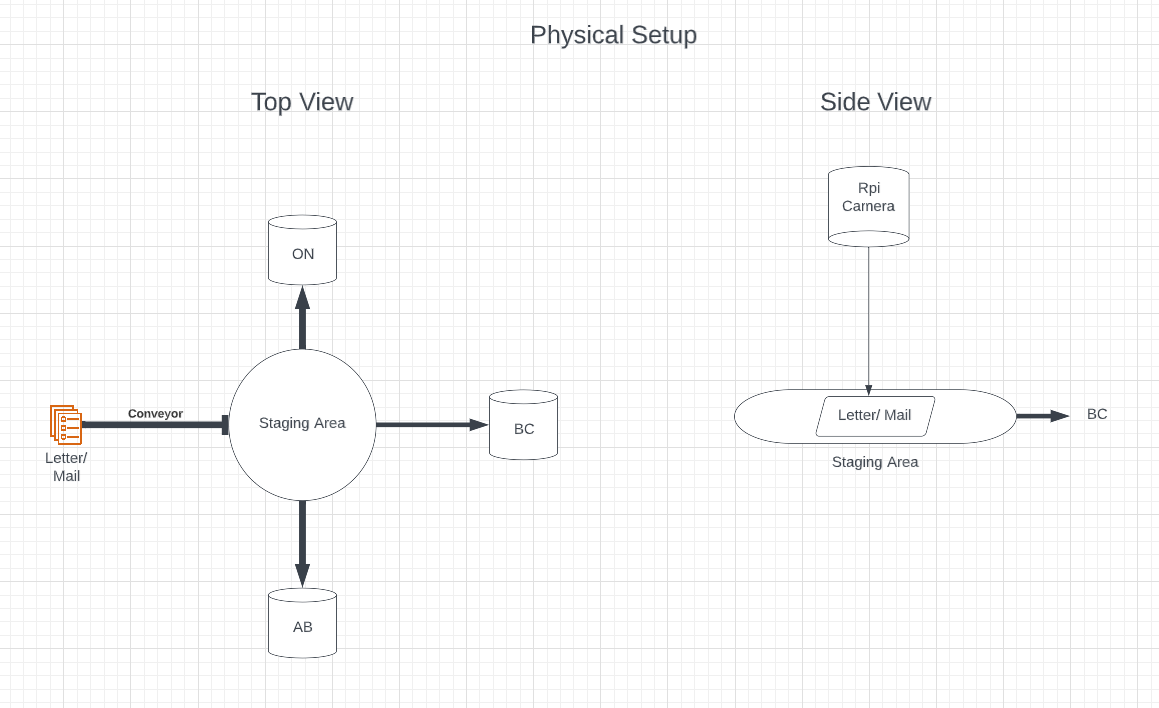 Physical Setup
Top View
Side View
Rpi
Camera
ON
Conveyor
Staging Area
BC
Letter/
Mail
AB
Letter/ Mail
BC
Staging Area